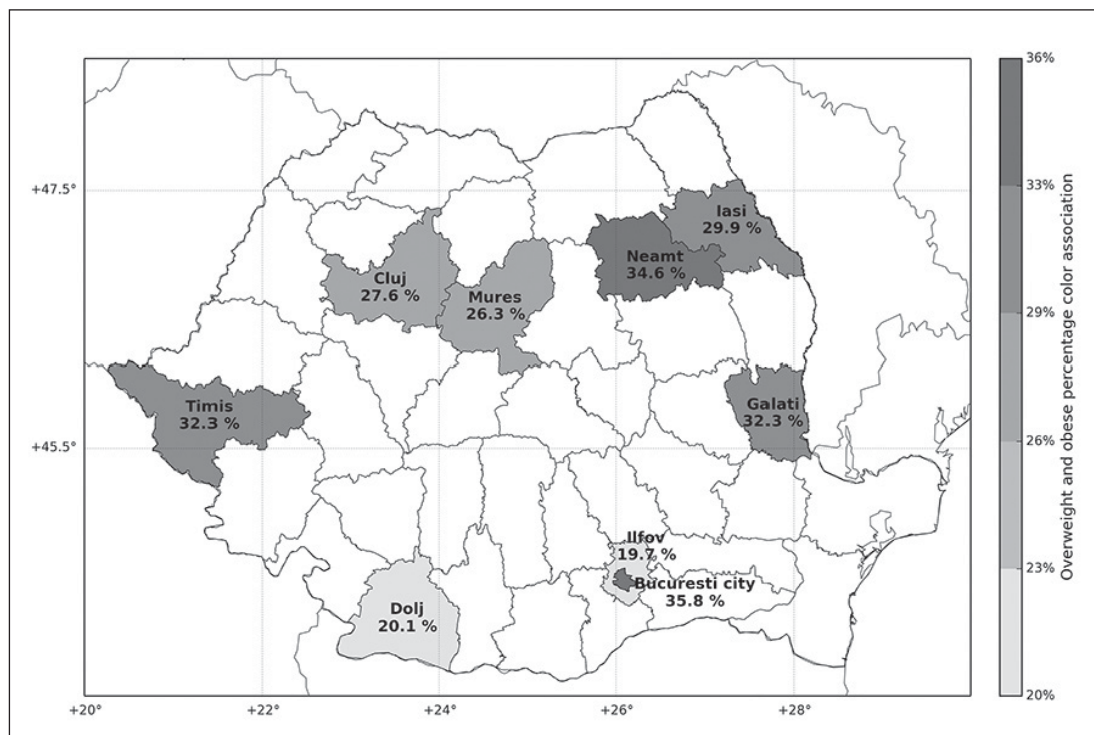 36%
+47.5°
Iasi
29.9 %
33%
Neamt
34.6 %
Cluj
27.6 %
Mures
26.3 %
29%
Timis
32.3 %
Galati
32.3 %
+45.5°
26%
Ilfov
19.7 %
Bucuresti city
35.8 %
23%
Dolj
20.1 %
20%
+20°
+22°
+24°
+26°
+28°
Overweight and obese percentage color association